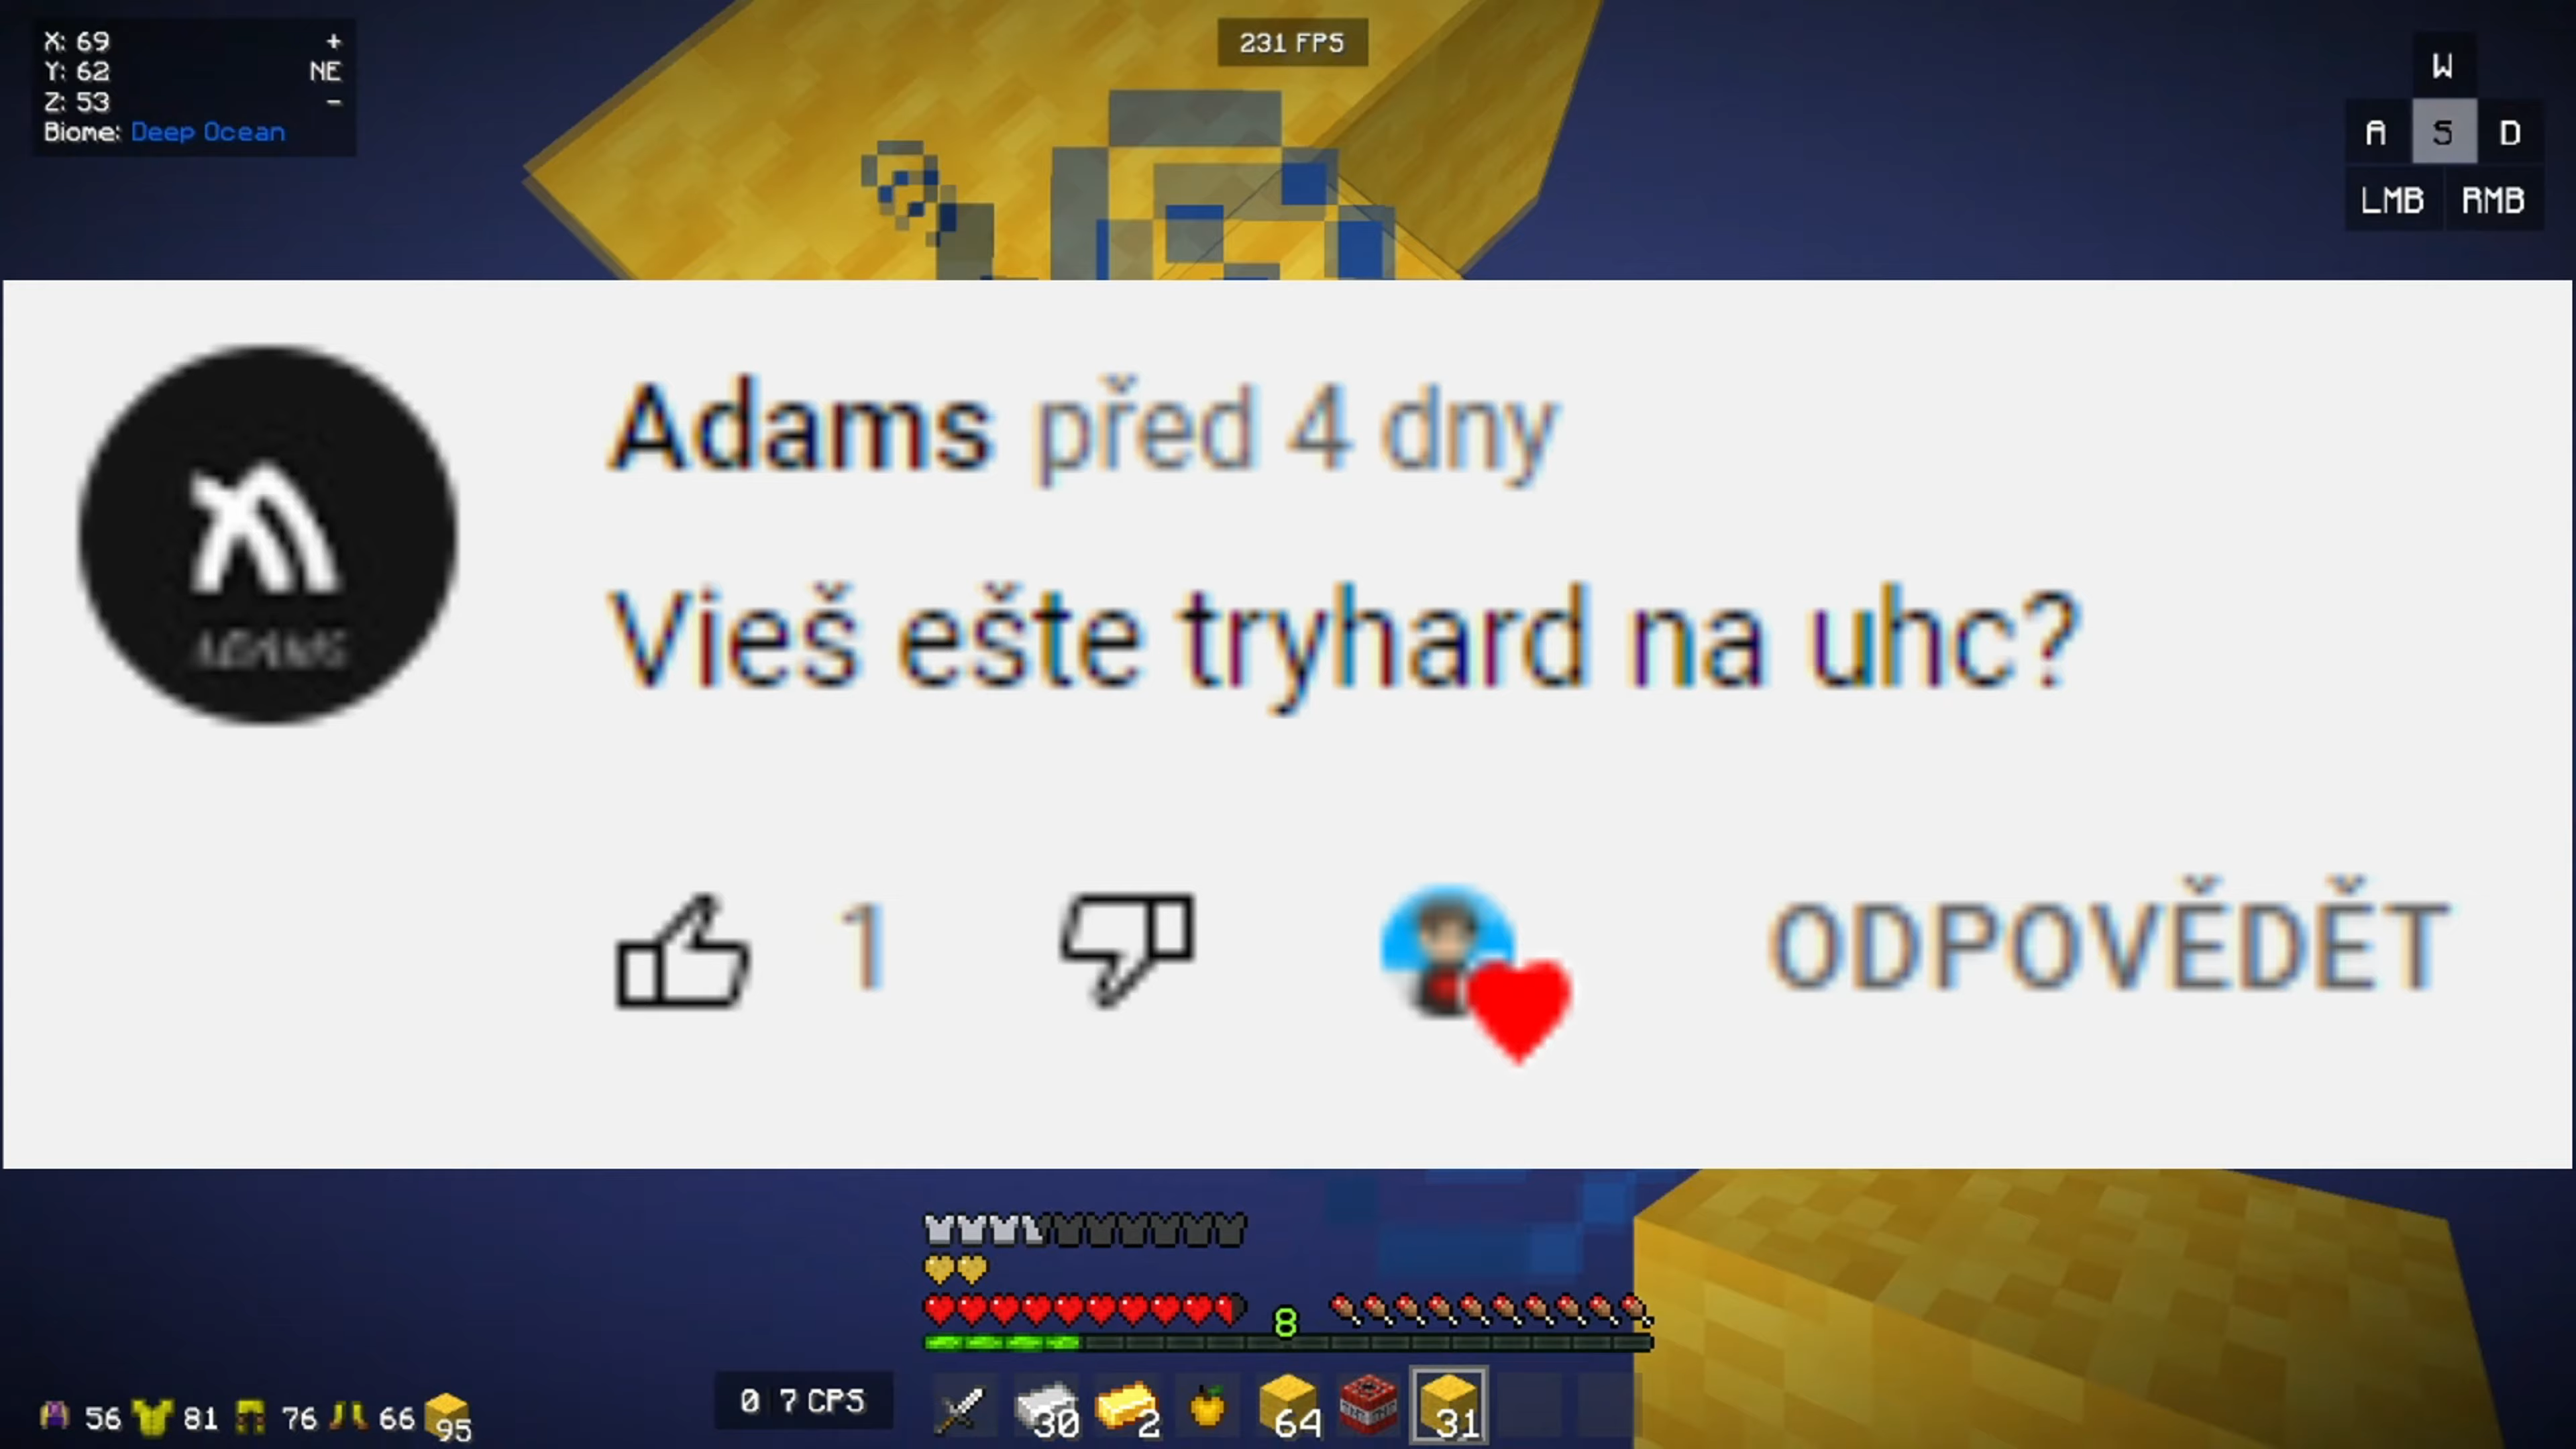 X: 69 +
Y: 62 NE
Z: 53 -
Biome: Deep Ocean
231 FPS
W
A S D
LMB RMB
Adams před 4 dny
ADAMS
Vieš ešte tryhard na uhc?
1
ODPOVĚDĚT
8
56 81 76 66 95
0 7 CPS
30 2 64 31